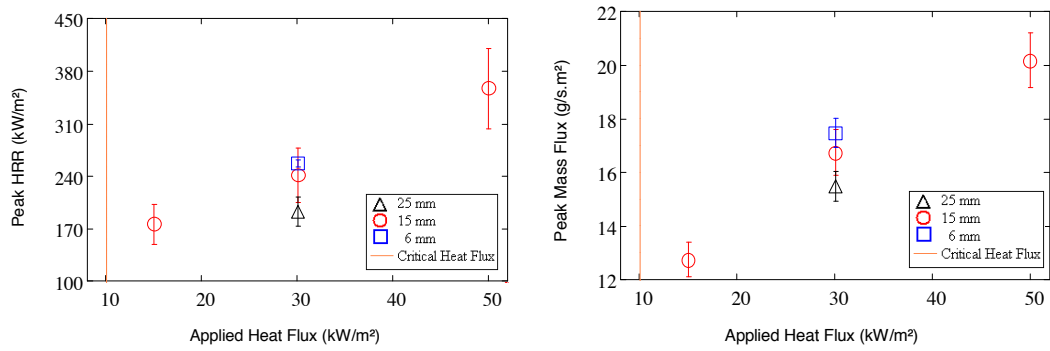 450
380
310
240
170
100
Peak HRR (kW/m²)
10
20
30
40
50
Applied Heat Flux (kW/m²)
25 mm
15 mm
6 mm
Critical Heat Flux
22
20
18
16
14
12
Peak Mass Flux (g/s.m²)
10
20
30
40
50
Applied Heat Flux (kW/m²)
25 mm
15 mm
6 mm
Critical Heat Flux